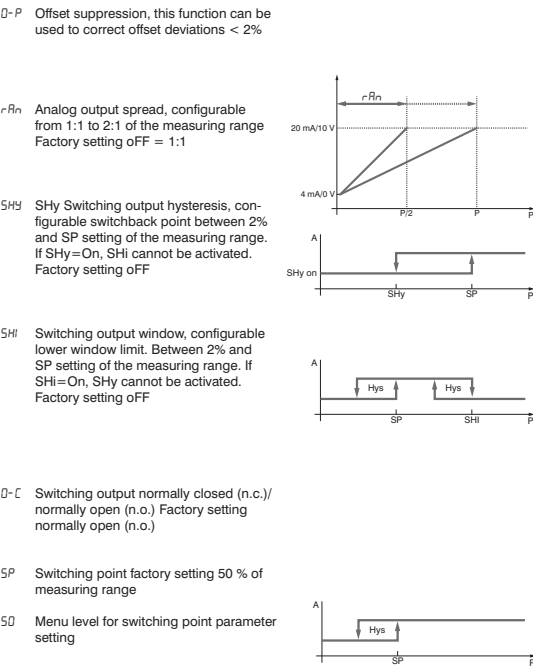 0-P Offset suppression, this function can be
used to correct offset deviations < 2%
rAn Analog output spread, configurable
from 1:1 to 2:1 of the measuring range
Factory setting oFF = 1:1
rAn
20 mA/10 V
4 mA/0 V
P/2
P
P
SHY SHy Switching output hysteresis, con-
figurable switchback point between 2%
and SP setting of the measuring range.
If SHy=On, SHi cannot be activated.
Factory setting oFF
A
SHy on
SHy
SP
P
SHI Switching output window, configurable
lower window limit. Between 2% and
SP setting of the measuring range. If
SHi=On, SHy cannot be activated.
Factory setting oFF
A
Hys
Hys
SP
SHI
P
0-C Switching output normally closed (n.c.)/
normally open (n.o.) Factory setting
normally open (n.o.)
SP Switching point factory setting 50 % of
measuring range
SO Menu level for switching point parameter
setting
A
Hys
SP
P